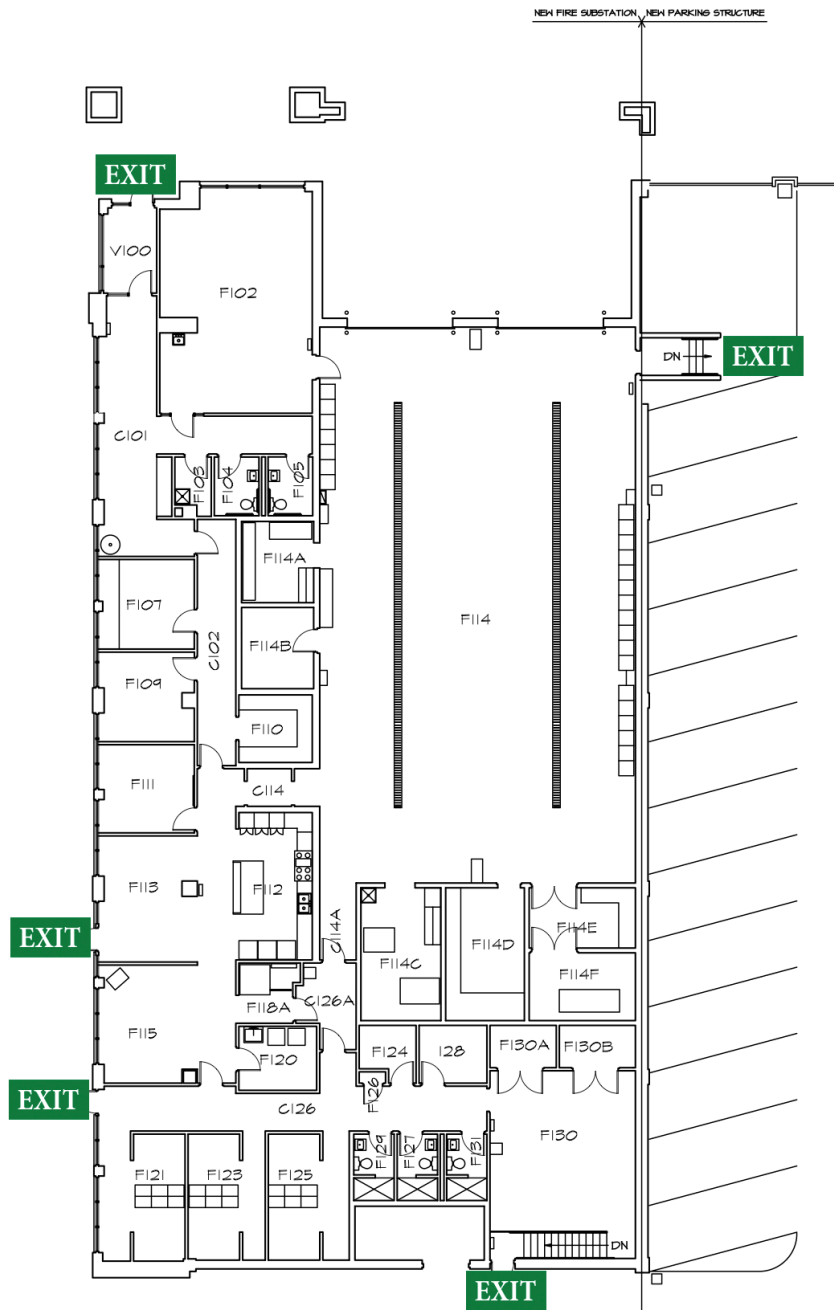 NEW FIRE SUBSTATION
NEW PARKING STRUCTURE
EXIT
V100
F102
DN
EXIT
C101
F103
F104
F105
F114A
F107
F114
C102
F114B
F109
F110
F111
C114
F113
F112
EXIT
C114A
F114E
F114D
F114C
F114F
F118A
C126A
F115
F120
F124
128
F130A
F130B
F126
EXIT
C126
F130
F129
F127
F131
F121
F123
F125
DN
EXIT